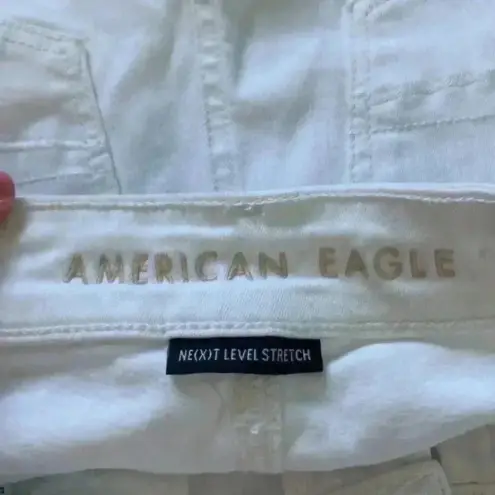 AMERICAN EAGLE
NE(X)T LEVEL STRETCH